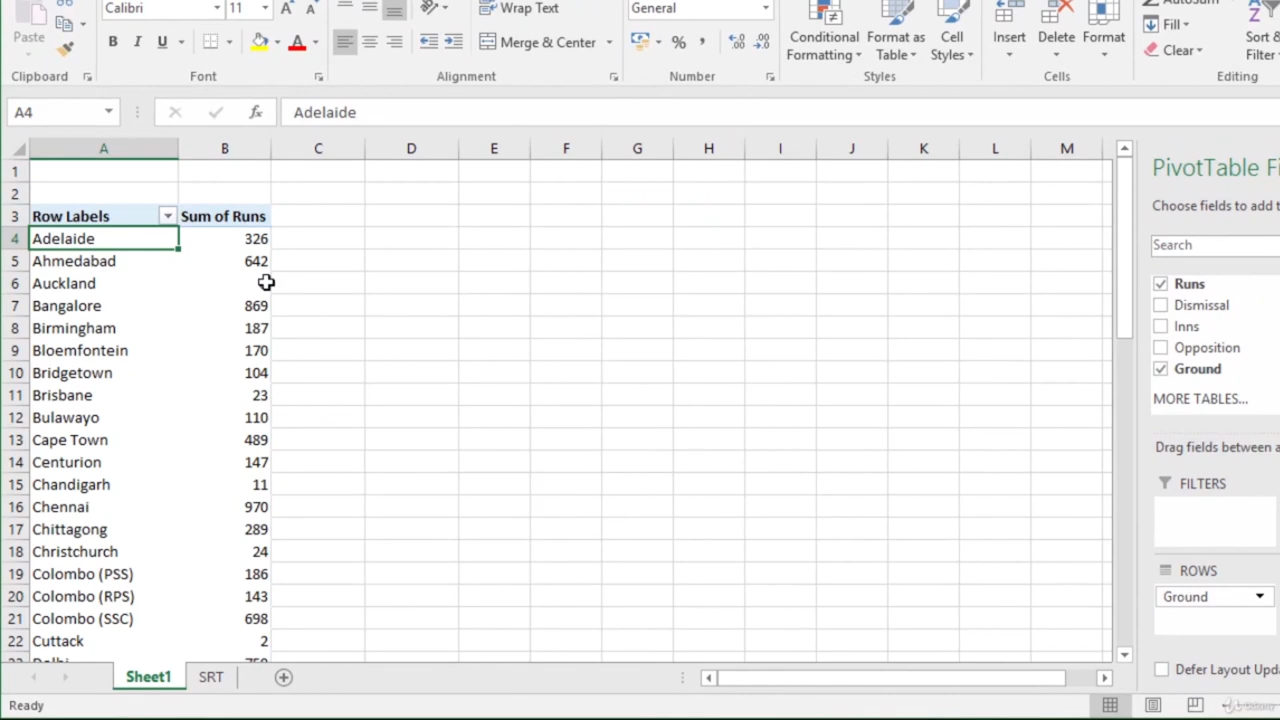 Calibri 11 Wrap Text General
Paste B I U Merge & Center % Conditional Formatting Format as Table Cell Styles Insert Delete Format Fill Clear Sort & Filter
Clipboard Font Alignment Number Styles Cells Editing
A4 fx Adelaide
A B C D E F G H I J K L M
1
2
3 Row Labels Sum of Runs
4 Adelaide 326
5 Ahmedabad 642
6 Auckland
7 Bangalore 869
8 Birmingham 187
9 Bloemfontein 170
10 Bridgetown 104
11 Brisbane 23
12 Bulawayo 110
13 Cape Town 489
14 Centurion 147
15 Chandigarh 11
16 Chennai 970
17 Chittagong 289
18 Christchurch 24
19 Colombo (PSS) 186
20 Colombo (RPS) 143
21 Colombo (SSC) 698
22 Cuttack 2
PivotTable Fi
Choose fields to add t
Search
Runs
Dismissal
Inns
Opposition
Ground
MORE TABLES...
Drag fields between a
FILTERS
ROWS
Ground
Defer Layout Upda
Sheet1 SRT
Ready